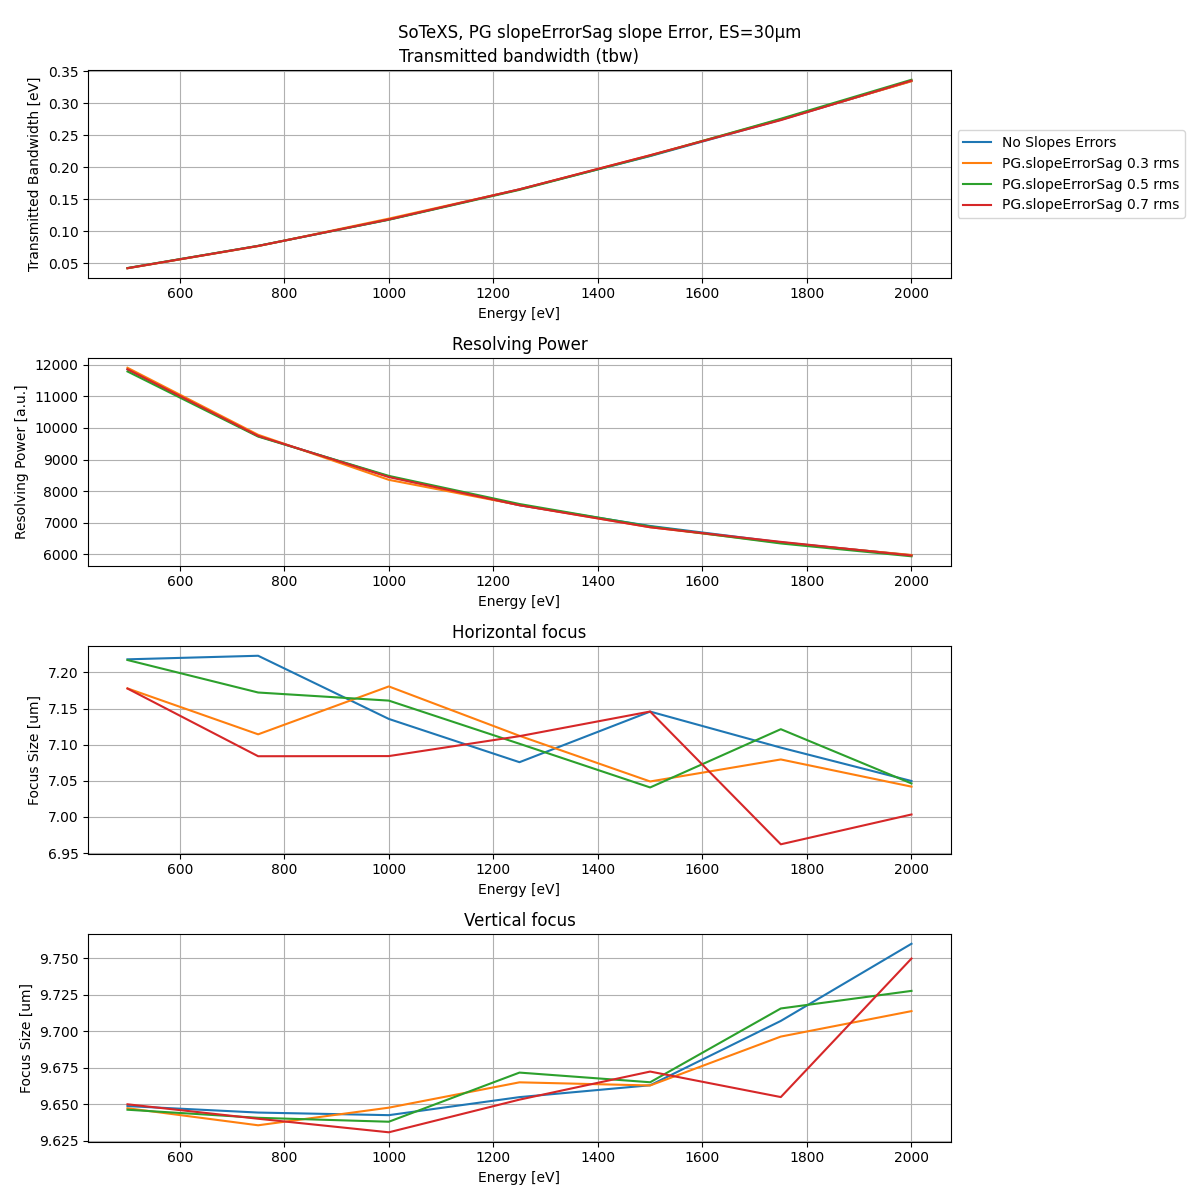 SoTeXS, PG slopeErrorSag slope Error, ES=30μm
Transmitted bandwidth (tbw)
Transmitted Bandwidth [eV]
0.35
0.30
0.25
0.20
0.15
0.10
0.05
600 800 1000 1200 1400 1600 1800 2000
Energy [eV]
No Slopes Errors
PG.slopeErrorSag 0.3 rms
PG.slopeErrorSag 0.5 rms
PG.slopeErrorSag 0.7 rms
Resolving Power
Resolving Power [a.u.]
12000
11000
10000
9000
8000
7000
6000
600 800 1000 1200 1400 1600 1800 2000
Energy [eV]
Horizontal focus
Focus Size [um]
7.20
7.15
7.10
7.05
7.00
6.95
600 800 1000 1200 1400 1600 1800 2000
Energy [eV]
Vertical focus
Focus Size [um]
9.750
9.725
9.700
9.675
9.650
9.625
600 800 1000 1200 1400 1600 1800 2000
Energy [eV]